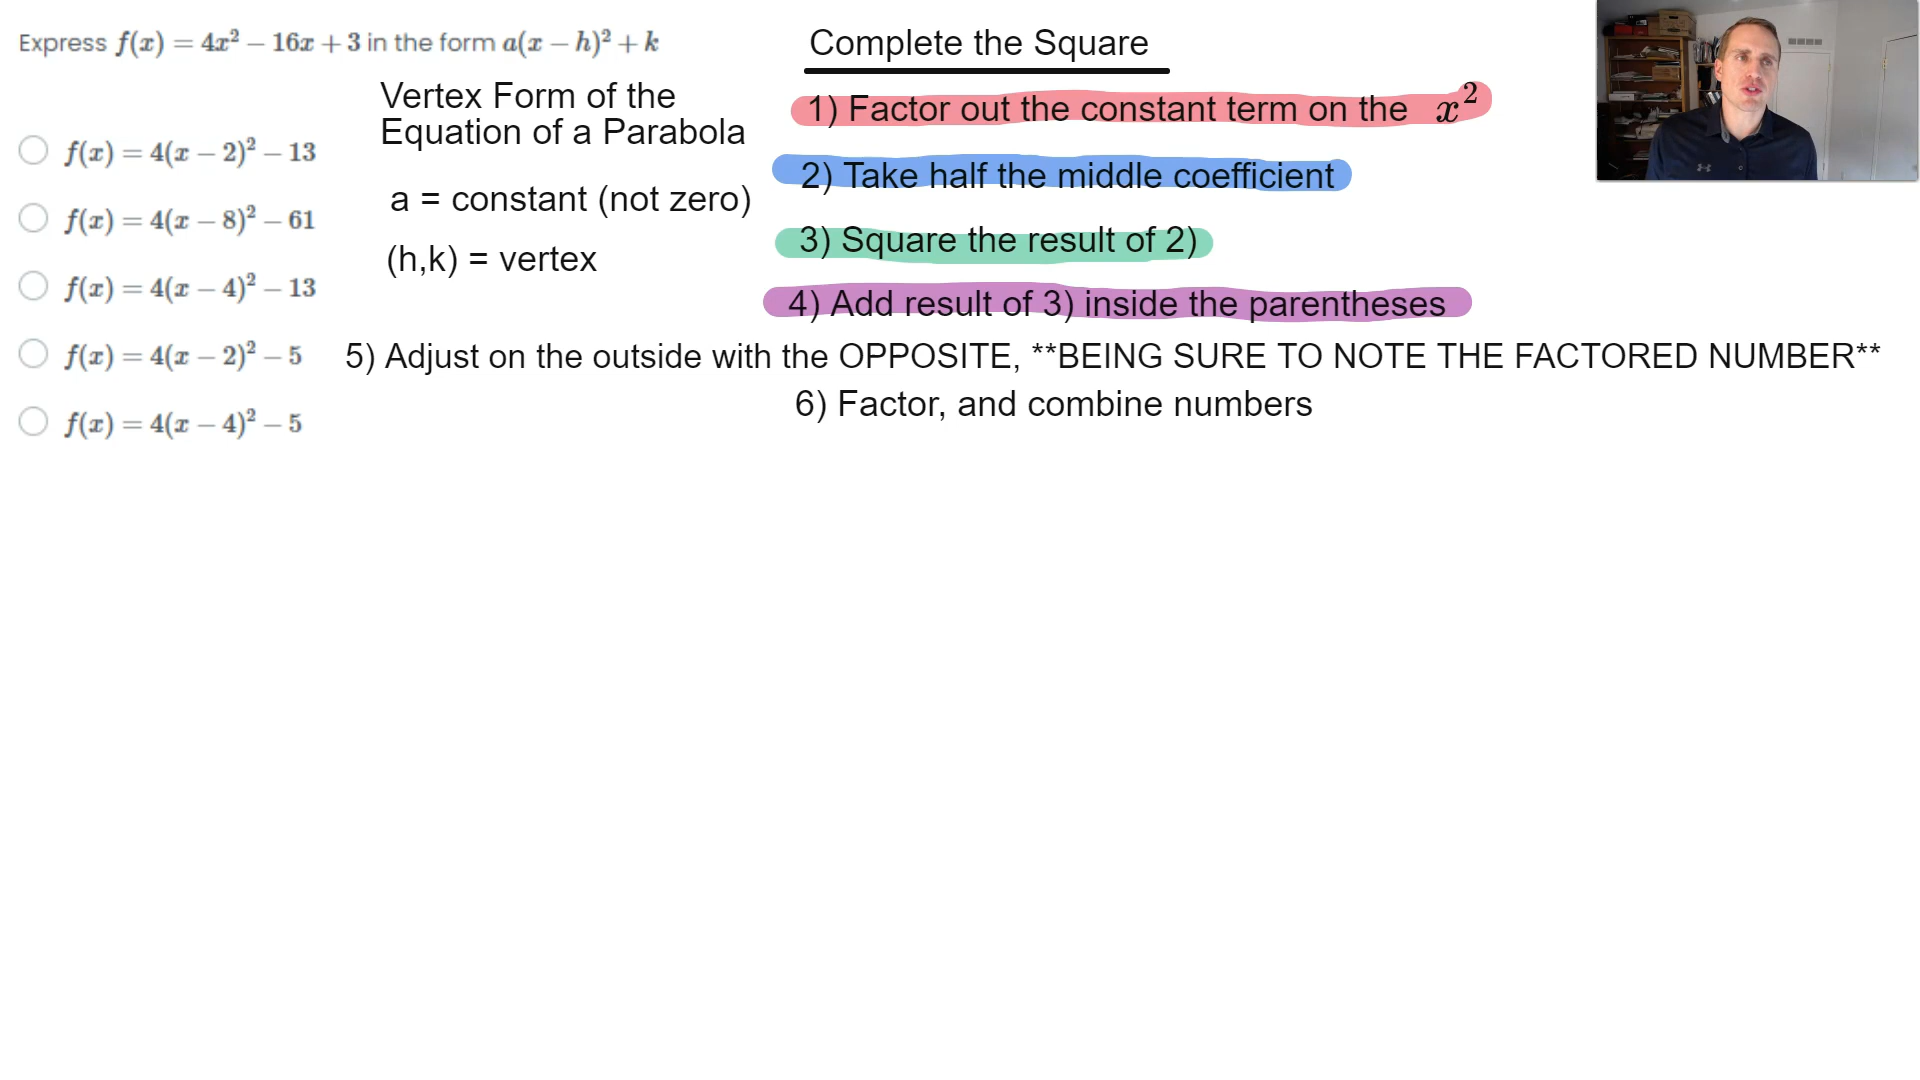 Express f(x) = 4x² − 16x + 3 in the form a(x − h)² + k
f(x) = 4(x − 2)² − 13
f(x) = 4(x − 8)² − 61
f(x) = 4(x − 4)² − 13
f(x) = 4(x − 2)² − 5
f(x) = 4(x − 4)² − 5
Vertex Form of the
Equation of a Parabola
a = constant (not zero)
(h,k) = vertex
Complete the Square
1) Factor out the constant term on the x²
2) Take half the middle coefficient
3) Square the result of 2)
4) Add result of 3) inside the parentheses
5) Adjust on the outside with the OPPOSITE, **BEING SURE TO NOTE THE FACTORED NUMBER**
6) Factor, and combine numbers